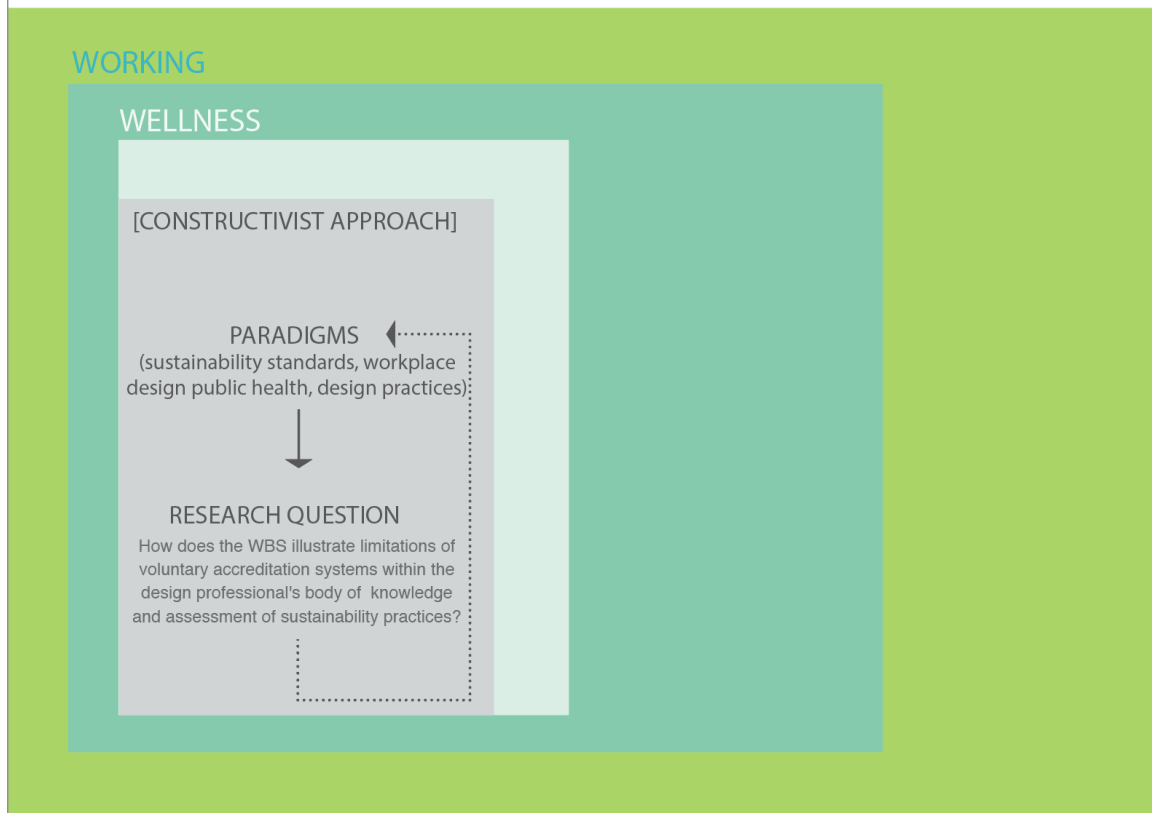 WORKING
WELLNESS
[CONSTRUCTIVIST APPROACH]
PARADIGMS
(sustainability standards, workplace
design public health, design practices)
RESEARCH QUESTION
How does the WBS illustrate limitations of
voluntary accreditation systems within the
design professional's body of  knowledge
and assessment of sustainability practices?